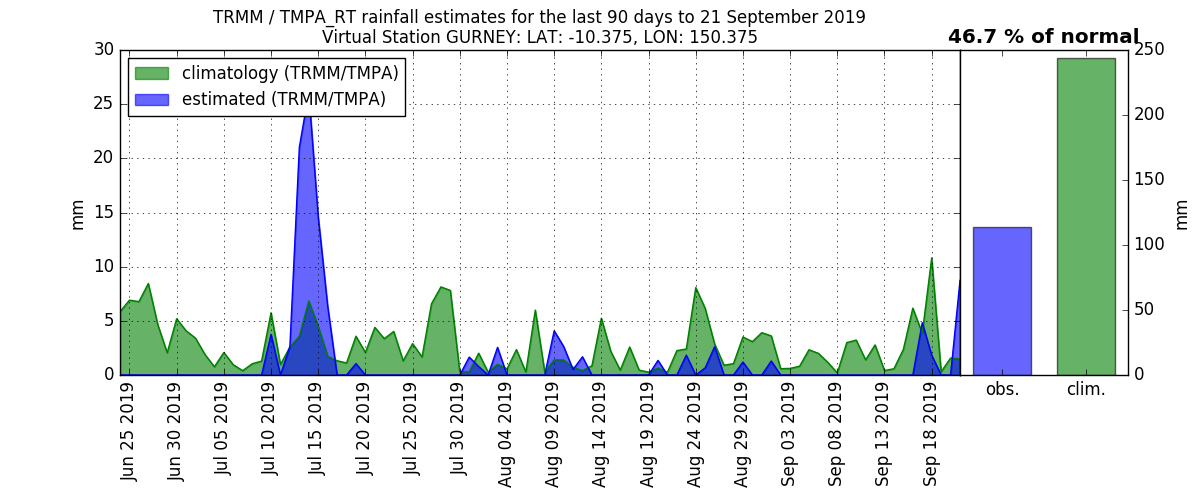 TRMM / TMPA_RT rainfall estimates for the last 90 days to 21 September 2019
Virtual Station GURNEY: LAT: -10.375, LON: 150.375
46.7 % of normal
climatology (TRMM/TMPA)
estimated (TRMM/TMPA)
30
25
20
15
10
5
0
mm
Jun 25 2019
Jun 30 2019
Jul 05 2019
Jul 10 2019
Jul 15 2019
Jul 20 2019
Jul 25 2019
Jul 30 2019
Aug 04 2019
Aug 09 2019
Aug 14 2019
Aug 19 2019
Aug 24 2019
Aug 29 2019
Sep 03 2019
Sep 08 2019
Sep 13 2019
Sep 18 2019
obs.
clim.
250
200
150
100
50
0
mm